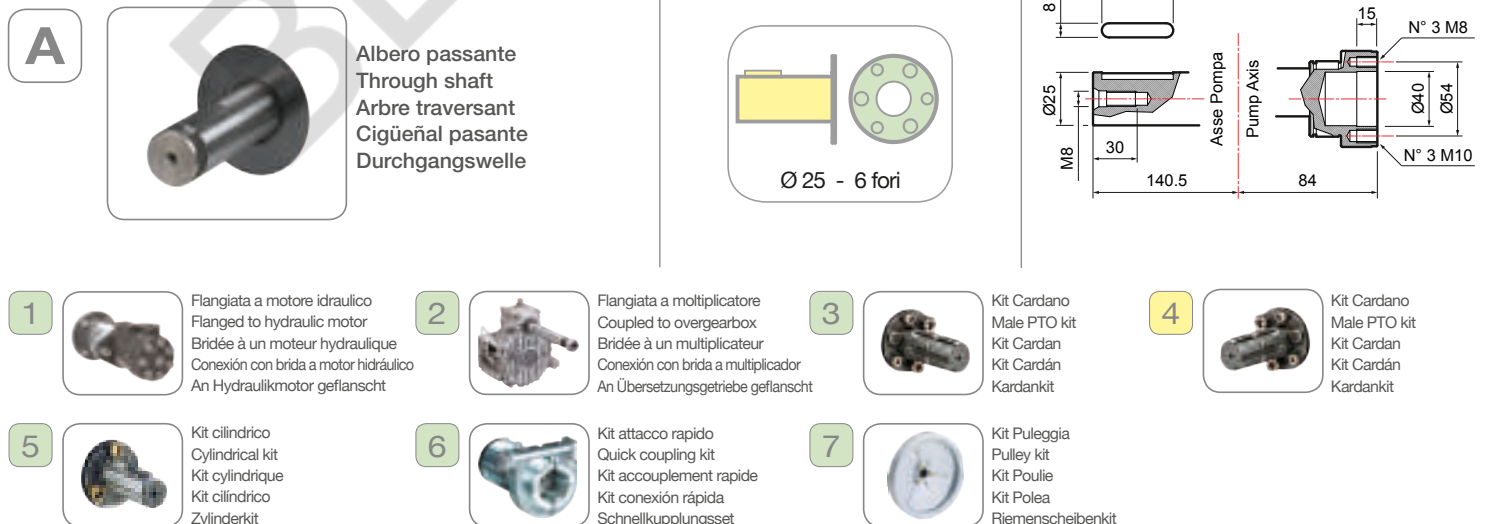 A
Albero passante
Through shaft
Arbre traversant
Cigüeñal pasante
Durchgangswelle
Ø 25 - 6 fori
8
Ø25
M8
30
140.5
Asse Pompa
Pump Axis
15
N° 3 M8
Ø40
Ø54
N° 3 M10
84
1
Flangiata a motore idraulico
Flanged to hydraulic motor
Bridée à un moteur hydraulique
Conexión con brida a motor hidráulico
An Hydraulikmotor geflanscht
2
Flangiata a moltiplicatore
Coupled to overgearbox
Bridée à un multiplicateur
Conexión con brida a multiplicador
An Übersetzungsgetriebe geflanscht
3
Kit Cardano
Male PTO kit
Kit Cardan
Kit Cardán
Kardankit
4
Kit Cardano
Male PTO kit
Kit Cardan
Kit Cardán
Kardankit
5
Kit cilindrico
Cylindrical kit
Kit cylindrique
Kit cilíndrico
Zylinderkit
6
Kit attacco rapido
Quick coupling kit
Kit accouplement rapide
Kit conexión rápida
Schnellkupplungsset
7
Kit Puleggia
Pulley kit
Kit Poulie
Kit Polea
Riemenscheibenkit